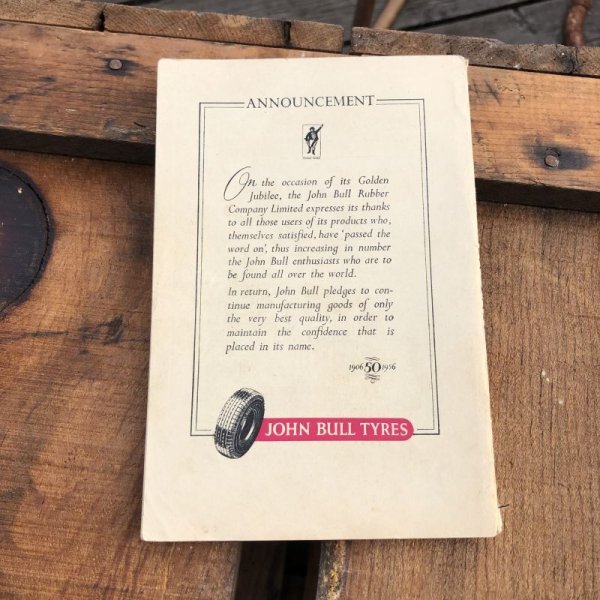 ANNOUNCEMENT
On the occasion of its Golden
Jubilee, the John Bull Rubber
Company Limited expresses its thanks
to all those users of its products who,
themselves satisfied, have 'passed the
word on', thus increasing in number
the John Bull enthusiasts who are to
be found all over the world.
In return, John Bull pledges to con-
tinue manufacturing goods of only
the very best quality, in order to
maintain the confidence that is
placed in its name.
1906 50 1956
JOHN BULL TYRES